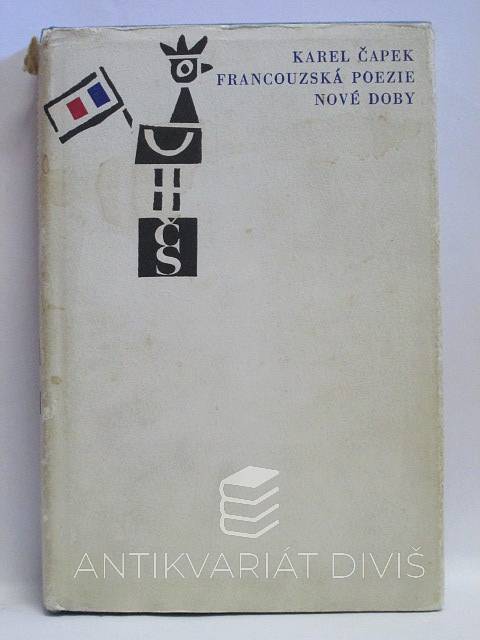 KAREL ČAPEK
FRANCOUZSKÁ POEZIE
NOVÉ DOBY
ČS
ANTIKVARIÁT DIVIŠ